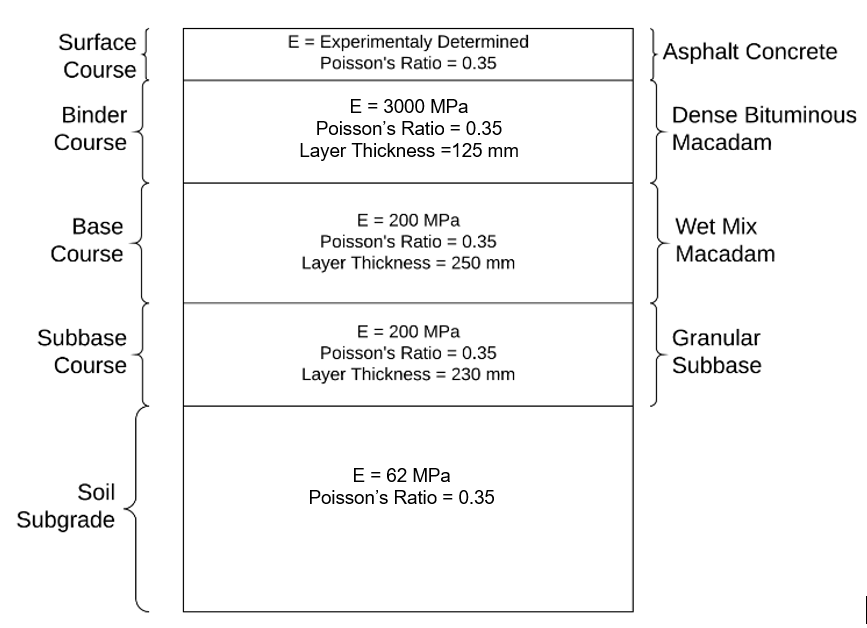 Surface
Course
E = Experimentaly Determined
Poisson's Ratio = 0.35
Asphalt Concrete
Binder
Course
E = 3000 MPa
Poisson’s Ratio = 0.35
Layer Thickness =125 mm
Dense Bituminous
Macadam
Base
Course
E = 200 MPa
Poisson's Ratio = 0.35
Layer Thickness = 250 mm
Wet Mix
Macadam
Subbase
Course
E = 200 MPa
Poisson's Ratio = 0.35
Layer Thickness = 230 mm
Granular
Subbase
Soil
Subgrade
E = 62 MPa
Poisson’s Ratio = 0.35